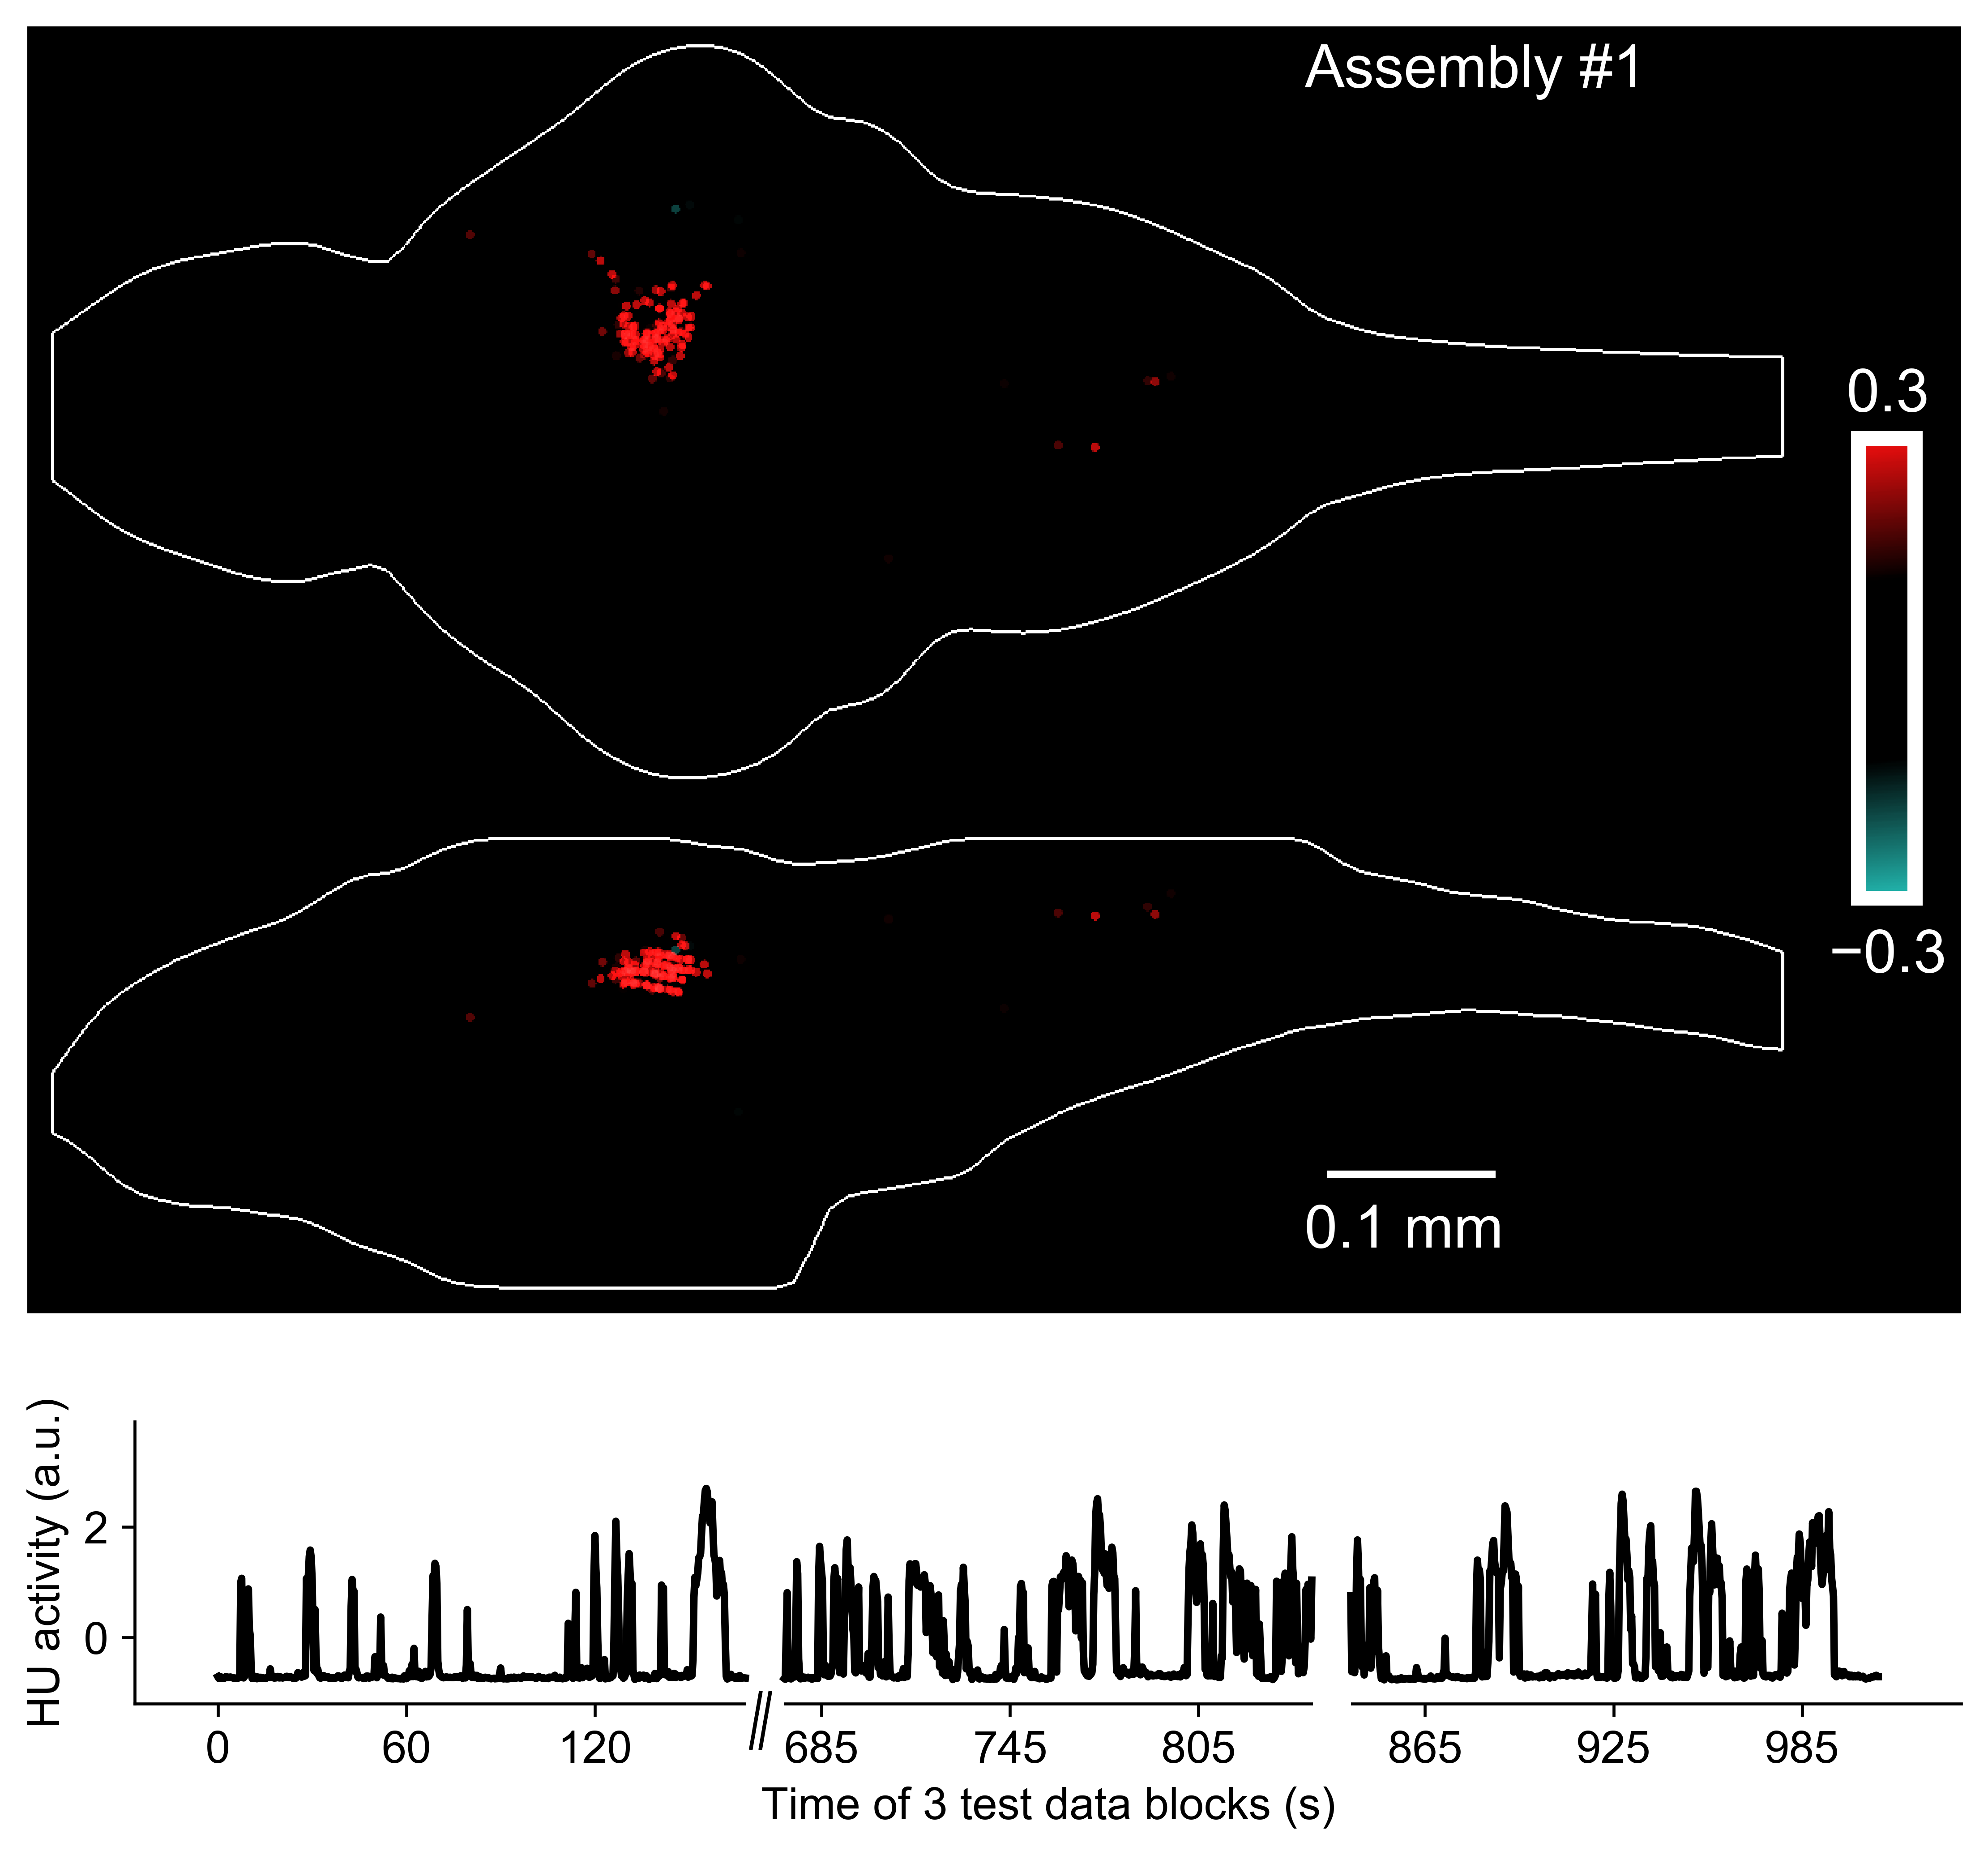 Assembly #1
0.3
−0.3
0.1 mm
HU activity (a.u.)
2
0
0 60 120 685 745 805 865 925 985
Time of 3 test data blocks (s)